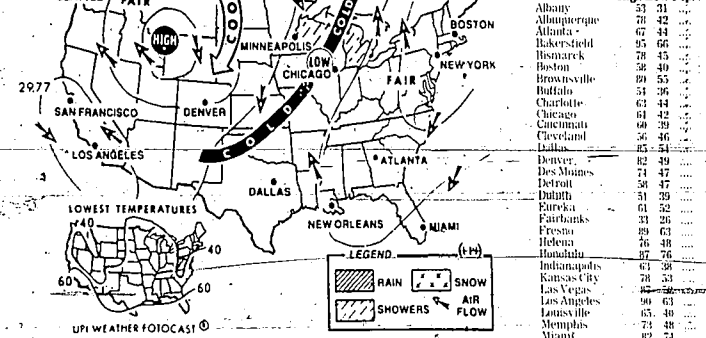 FAIR
HIGH
COO
COLD
MINNEAPOLIS
LOW
CHICAGO
BOSTON
NEW YORK
FAIR
29.77
SAN FRANCISCO
DENVER
COLD
LOS ANGELES
ATLANTA
DALLAS
NEW ORLEANS
MIAMI
LOWEST TEMPERATURES
40
40
60
60
UPI WEATHER FOTOCAST
LEGEND
RAIN
SNOW
SHOWERS
AIR FLOW
Albany 53 31
Albuquerque 78 42
Atlanta 67 44
Bakersfield 95 66
Bismarck 78 45
Boston 58 40
Brownsville 80 55
Buffalo 51 36
Charlotte 63 44
Chicago 61 42
Cincinnati 60 39
Cleveland 56 46
Dallas 85 54
Denver 82 49
Des Moines 74 47
Detroit 58 47
Duluth 51 39
Eureka 61 52
Fairbanks 33 26
Fresno 89 63
Helena 76 48
Honolulu 87 76
Indianapolis 63 38
Kansas City 78 53
Las Vegas
Los Angeles 90 63
Louisville 65 40
Memphis 73 48
Miami 82 74